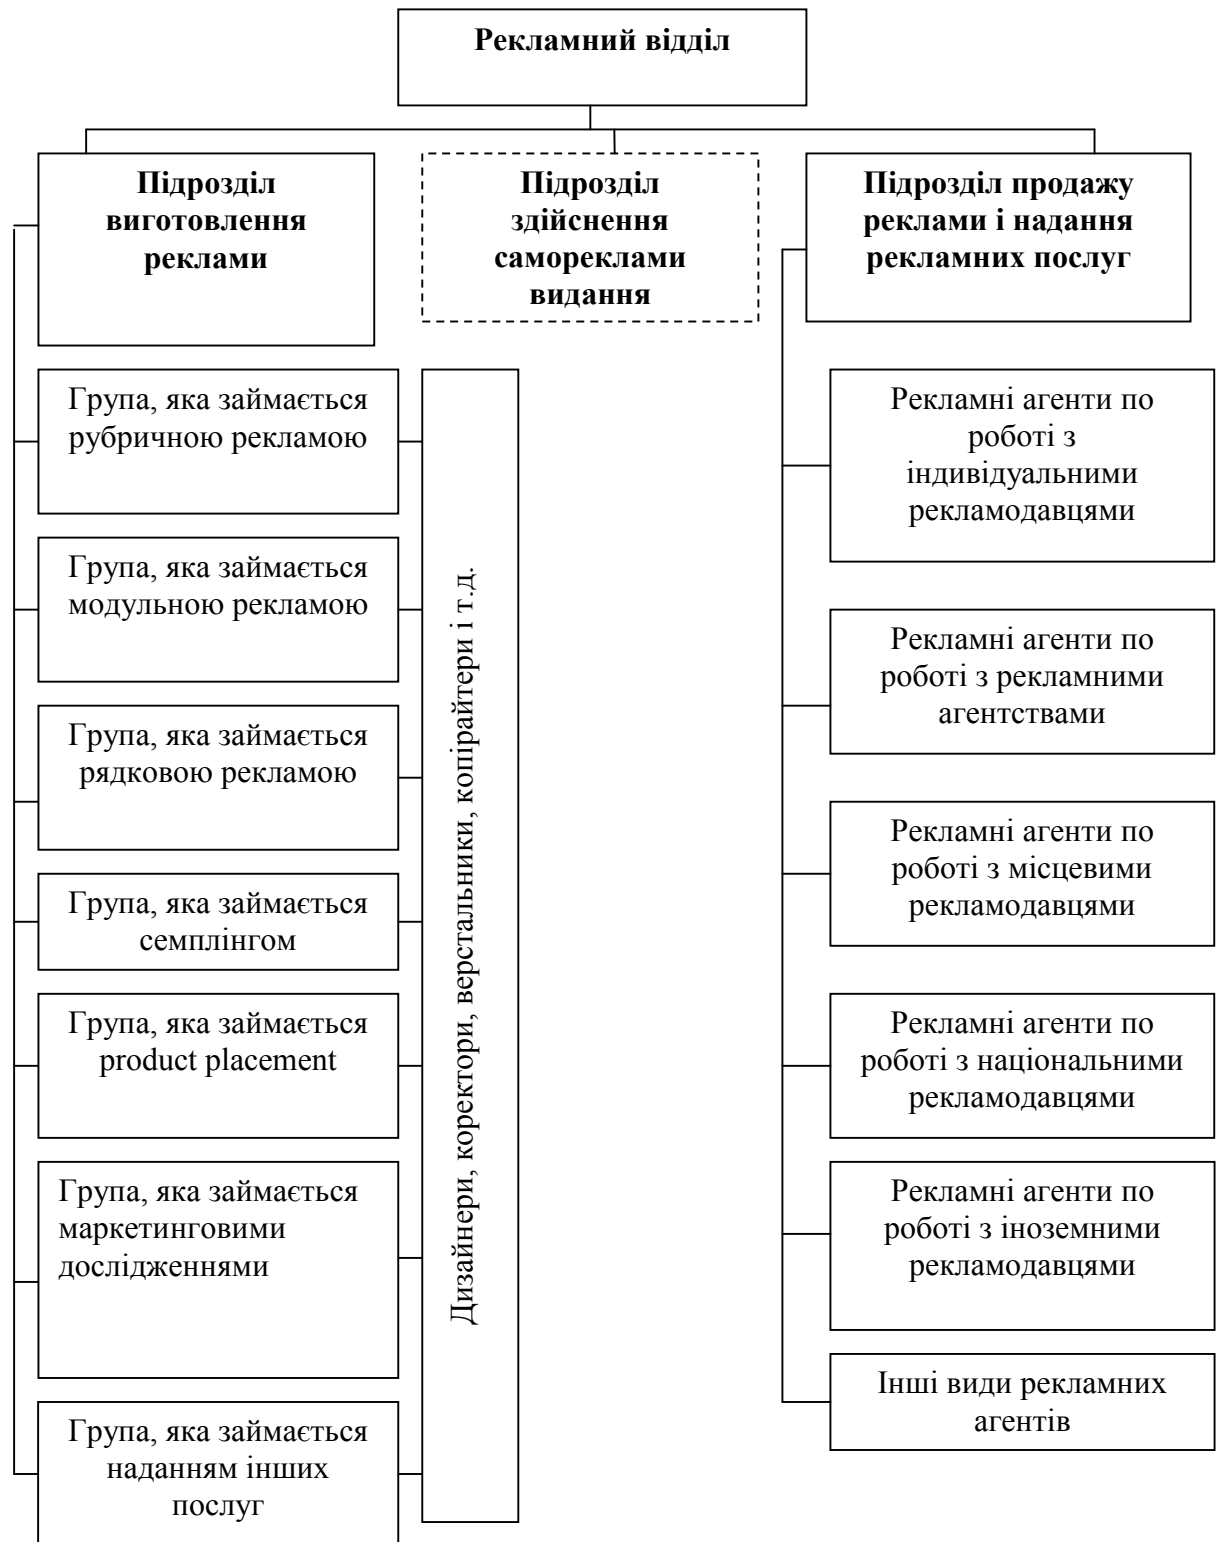 Рекламний відділ
Підрозділ
виготовлення
реклами
Підрозділ
здійснення
самореклами
видання
Підрозділ продажу
реклами і надання
рекламних послуг
Група, яка займається
рубричною рекламою
Група, яка займається
модульною рекламою
Група, яка займається
рядковою рекламою
Група, яка займається
семплінгом
Група, яка займається
product placement
Група, яка займається
маркетинговими
дослідженнями
Група, яка займається
наданням інших
послуг
Дизайнери, коректори, верстальники, копірайтери і т.д.
Рекламні агенти по
роботі з
індивідуальними
рекламодавцями
Рекламні агенти по
роботі з рекламними
агентствами
Рекламні агенти по
роботі з місцевими
рекламодавцями
Рекламні агенти по
роботі з національними
рекламодавцями
Рекламні агенти по
роботі з іноземними
рекламодавцями
Інші види рекламних
агентів